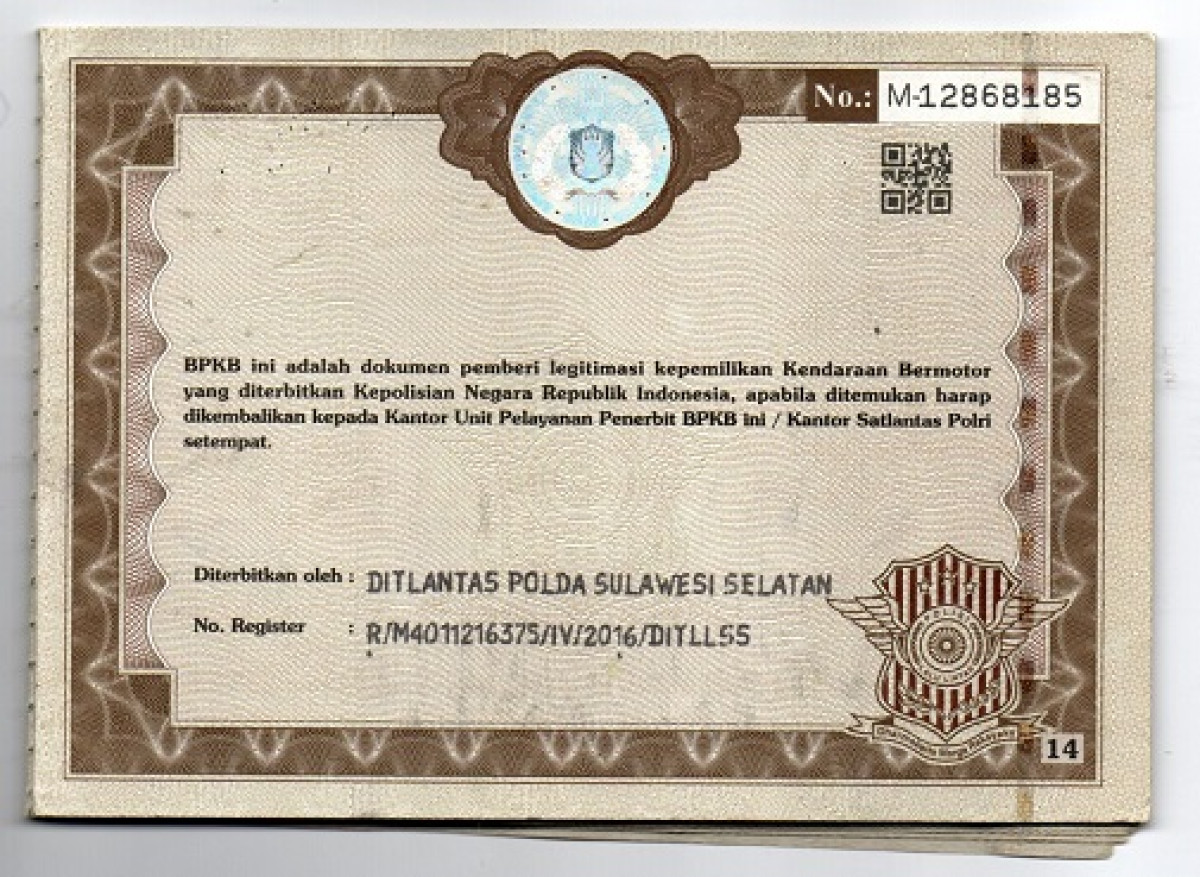 No.: M-12868185
BPKB ini adalah dokumen pemberi legitimasi kepemilikan Kendaraan Bermotor
yang diterbitkan Kepolisian Negara Republik Indonesia, apabila ditemukan harap
dikembalikan kepada Kantor Unit Pelayanan Penerbit BPKB ini / Kantor Satlantas Polri
setempat.
Diterbitkan oleh : DITLANTAS POLDA SULAWESI SELATAN
No. Register : R/M4011216375/IV/2016/DITLLSS
14